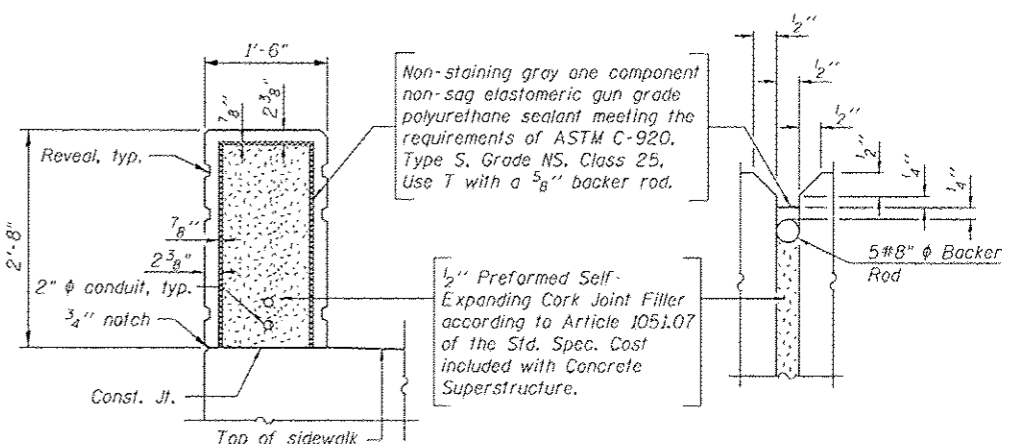 1'-6"
7/8"
2 3/8"
Reveal, typ.
2'-8"
7/8"
2 3/8"
2" ϕ conduit, typ.
3/4" notch
Const. Jt.
Top of sidewalk
Non-staining gray one component
non-sag elastomeric gun grade
polyurethane sealant meeting the
requirements of ASTM C-920,
Type S, Grade NS, Class 25,
Use T with a 5/8" backer rod.
1/2" Preformed Self-
Expanding Cork Joint Filler
according to Article 1051.07
of the Std. Spec. Cost
included with Concrete
Superstructure.
1/2"
1/2"
1/2"
1/2"
1/4"
1/4"
5#8" ϕ Backer
Rod